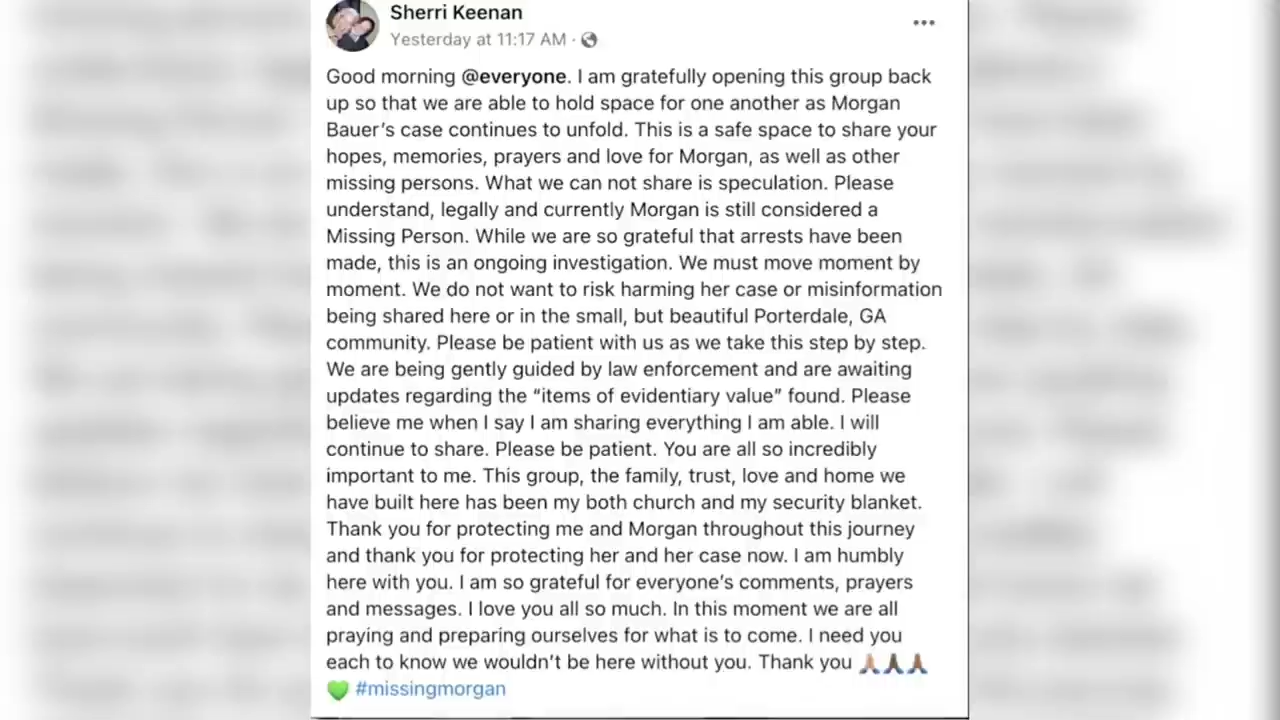 Sherri Keenan
Yesterday at 11:17 AM ·
Good morning @everyone. I am gratefully opening this group back
up so that we are able to hold space for one another as Morgan
Bauer’s case continues to unfold. This is a safe space to share your
hopes, memories, prayers and love for Morgan, as well as other
missing persons. What we can not share is speculation. Please
understand, legally and currently Morgan is still considered a
Missing Person. While we are so grateful that arrests have been
made, this is an ongoing investigation. We must move moment by
moment. We do not want to risk harming her case or misinformation
being shared here or in the small, but beautiful Porterdale, GA
community. Please be patient with us as we take this step by step.
We are being gently guided by law enforcement and are awaiting
updates regarding the “items of evidentiary value” found. Please
believe me when I say I am sharing everything I am able. I will
continue to share. Please be patient. You are all so incredibly
important to me. This group, the family, trust, love and home we
have built here has been my both church and my security blanket.
Thank you for protecting me and Morgan throughout this journey
and thank you for protecting her and her case now. I am humbly
here with you. I am so grateful for everyone’s comments, prayers
and messages. I love you all so much. In this moment we are all
praying and preparing ourselves for what is to come. I need you
each to know we wouldn’t be here without you. Thank you 🙏🏼🙏🏿🙏🏾
💚 #missingmorgan